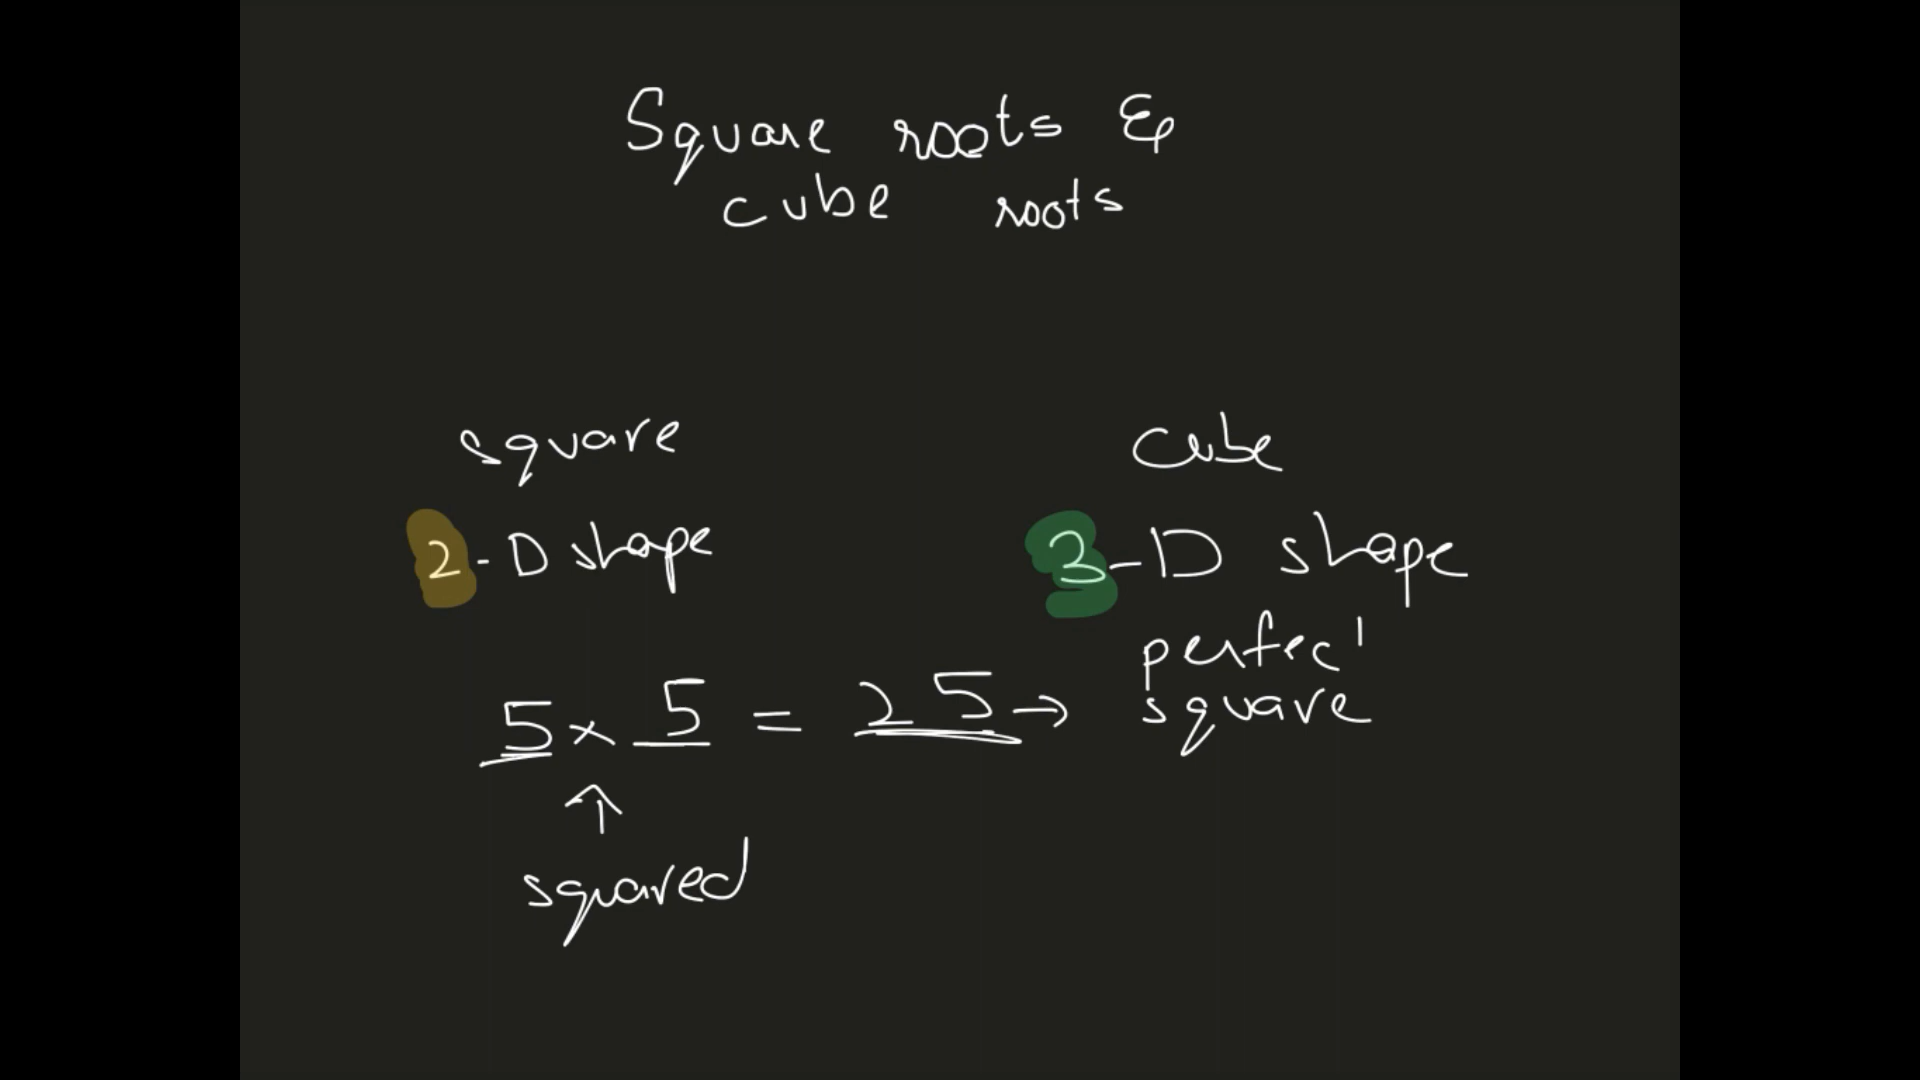 Square roots &
cube roots
square
cube
2-D shape
3-D shape
5 × 5 = 25 → perfect
square
↑
squared